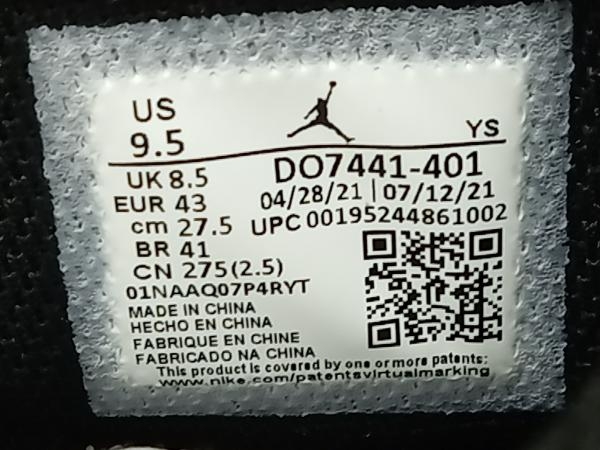 US
9.5
YS
UK 8.5
DO7441-401
EUR 43
04/28/21 | 07/12/21
cm 27.5
UPC 00195244861002
BR 41
CN 275(2.5)
01NAAQ07P4RYT
MADE IN CHINA
HECHO EN CHINA
FABRIQUE EN CHINE
FABRICADO NA CHINA
This product is covered by one or more patents:
www.nike.com/patentsvirtualmarking